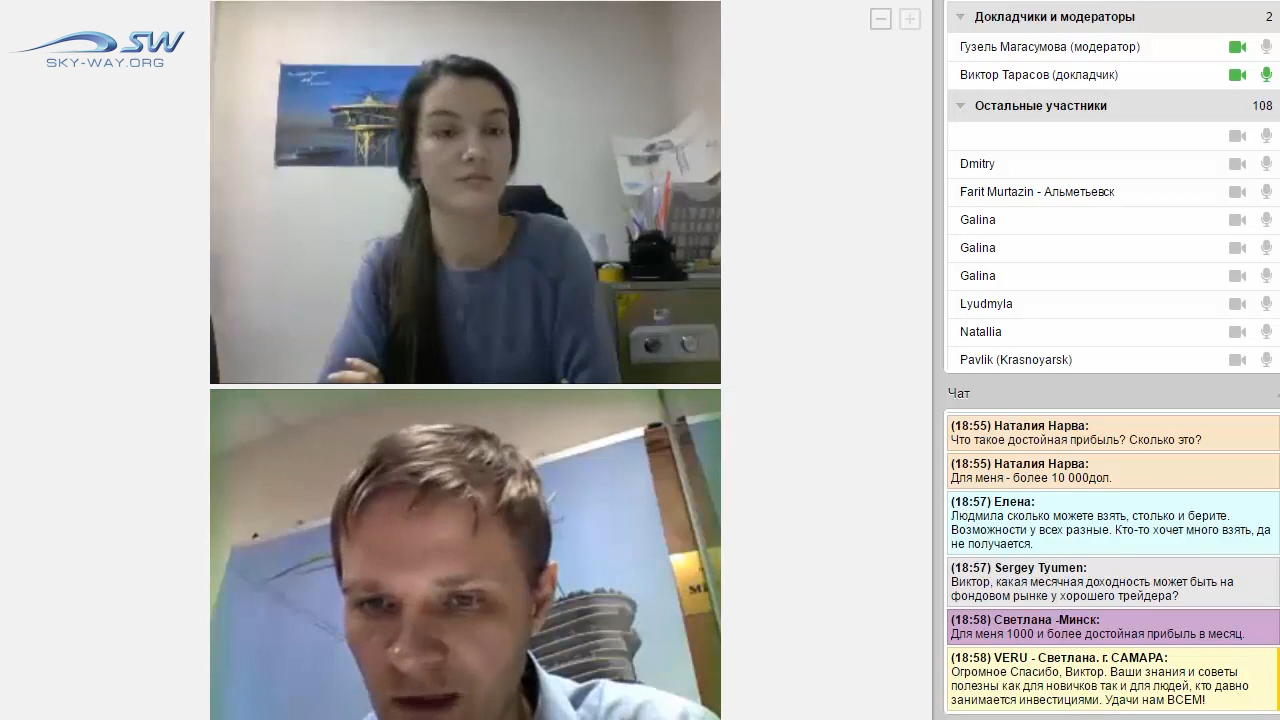 SW
SKY-WAY.ORG
Докладчики и модераторы 2
Гузель Магасумова (модератор)
Виктор Тарасов (докладчик)
Остальные участники 108
Dmitry
Farit Murtazin - Альметьевск
Galina
Galina
Galina
Lyudmyla
Natallia
Pavlik (Krasnoyarsk)
Чат
(18:55) Наталия Нарва:
Что такое достойная прибыль? Сколько это?
(18:55) Наталия Нарва:
Для меня - более 10 000дол.
(18:57) Елена:
Людмила сколько можете взять, столько и берите.
Возможности у всех разные. Кто-то хочет много взять, да
не получается.
(18:57) Sergey Tyumen:
Виктор, какая месячная доходность может быть на
фондовом рынке у хорошего трейдера?
(18:58) Светлана -Минск:
Для меня 1000 и более достойная прибыль в месяц.
(18:58) VERU - Светлана. г. САМАРА:
Огромное Спасибо, Виктор. Ваши знания и советы
полезны как для новичков так и для людей, кто давно
занимается инвестициями. Удачи нам ВСЕМ!